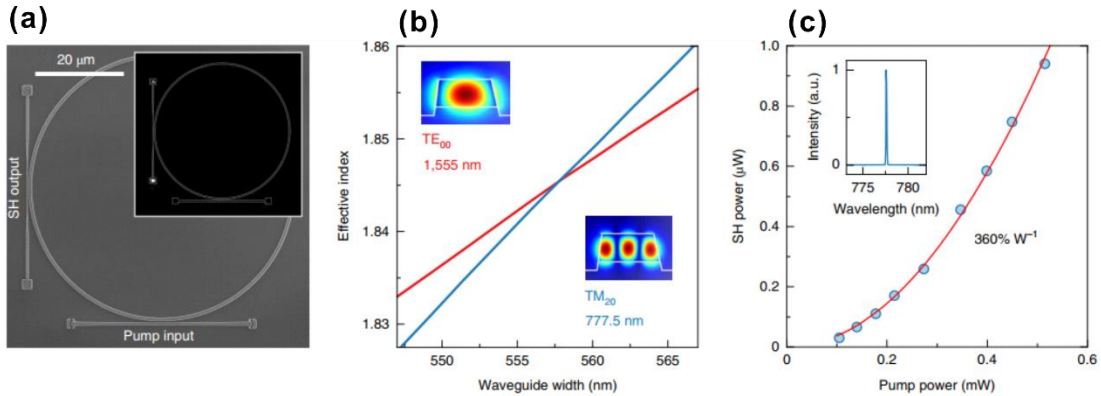 (a)
20 μm
SH output
Pump input
(b)
1.86
1.85
1.84
1.83
Effective index
TE₀₀
1,555 nm
TM₂₀
777.5 nm
550
555
560
565
Waveguide width (nm)
(c)
1.0
0.8
0.6
0.4
0.2
0
SH power (μW)
1
0
Intensity (a.u.)
775
780
Wavelength (nm)
360% W⁻¹
0
0.2
0.4
0.6
Pump power (mW)